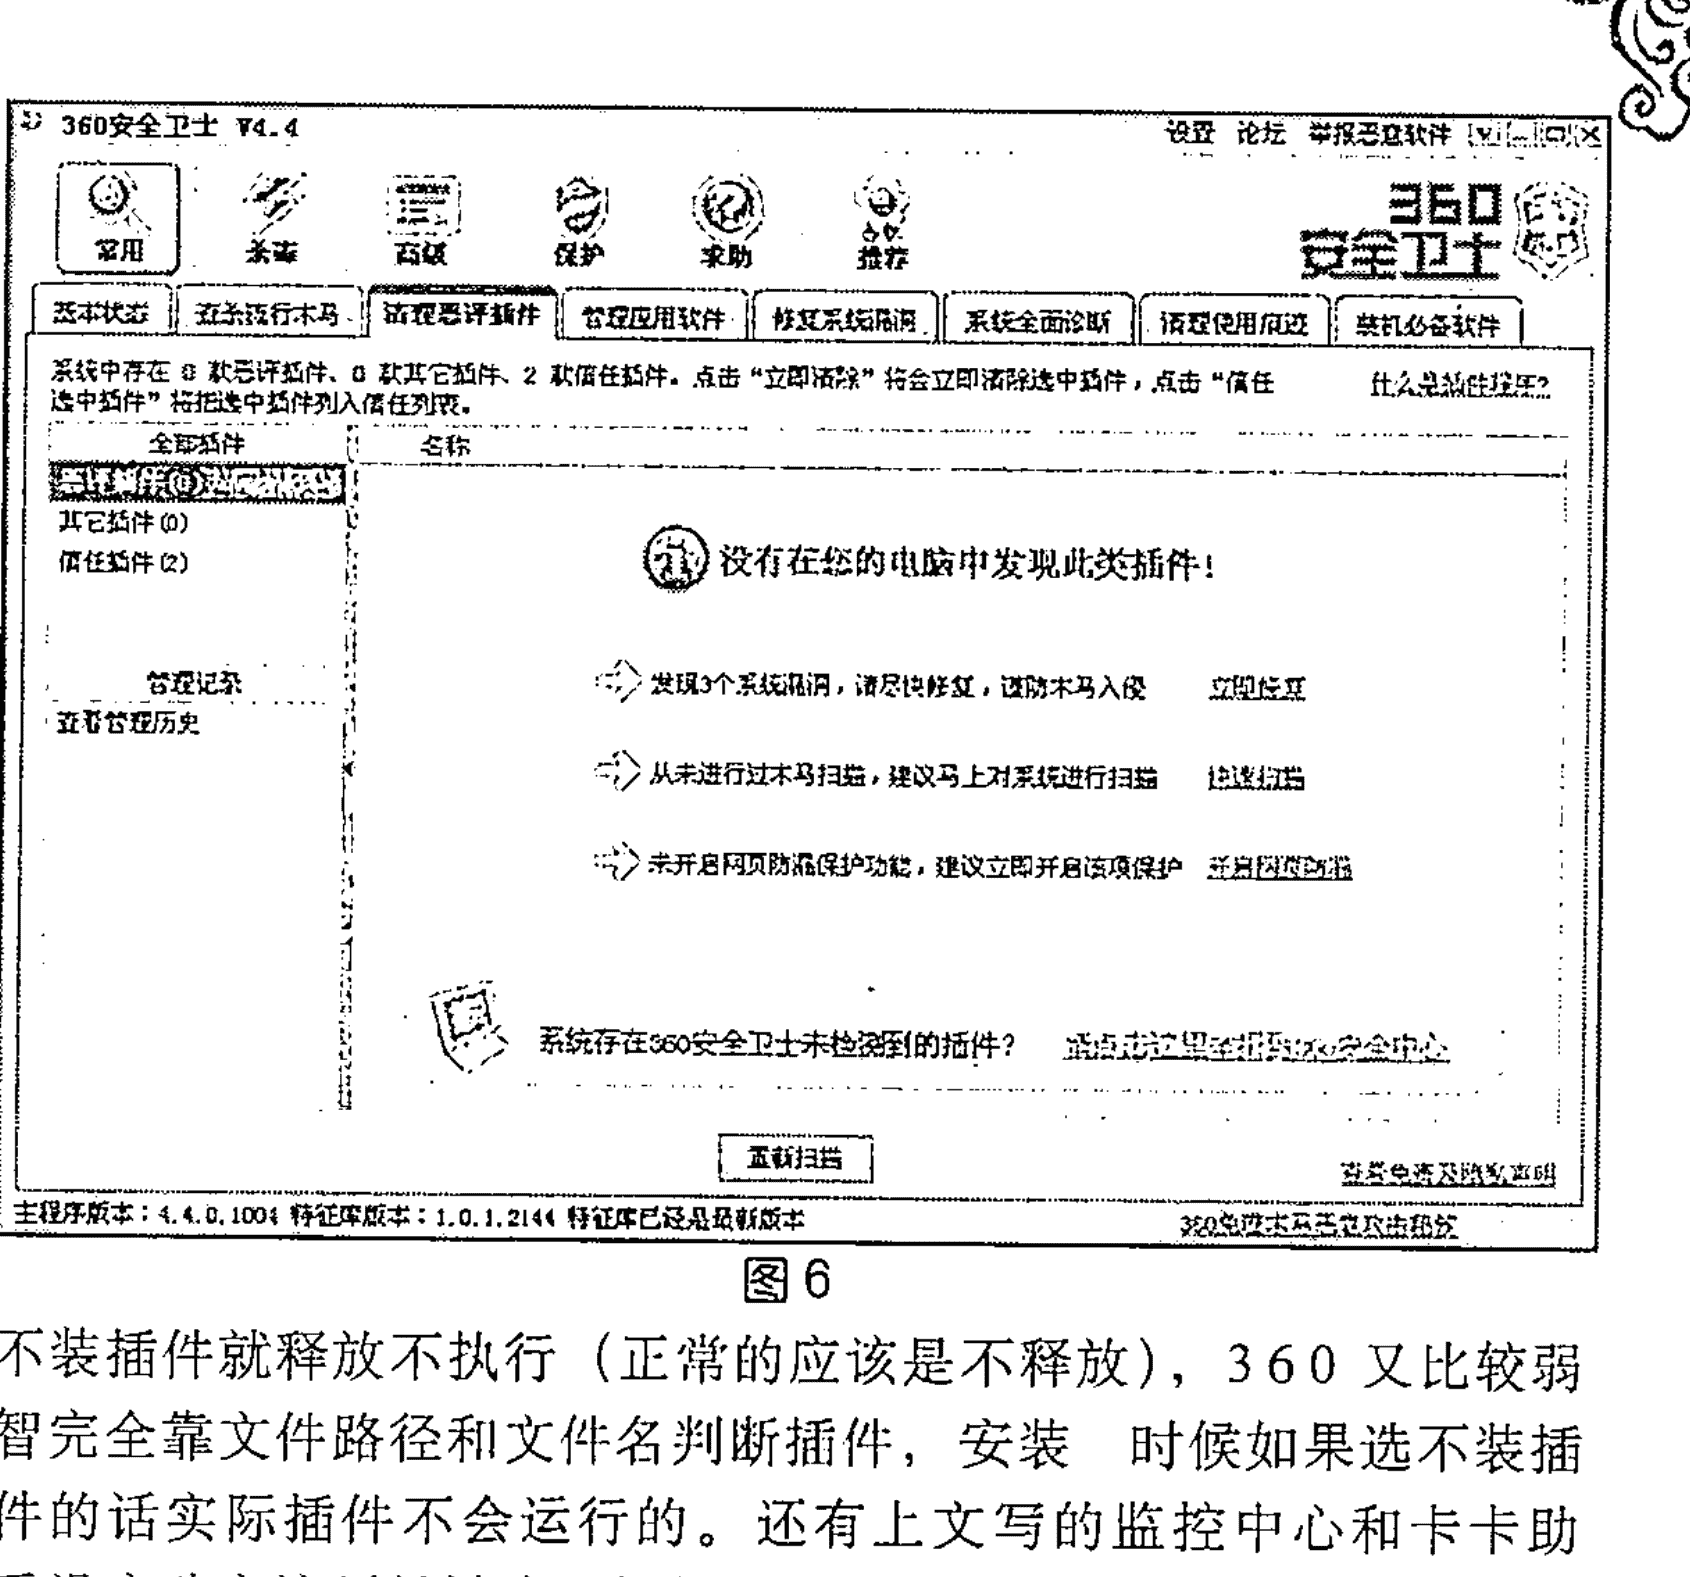 360安全卫士 V4.4
设置 论坛 举报恶意软件
常用 杀毒 高级 保护 求助 推荐
360
安全卫士
基本状态 查杀流行木马 清理恶评插件 管理应用软件 修复系统漏洞 系统全面诊断 清理使用痕迹 装机必备软件
系统中存在 0 款恶评插件、0 款其它插件、2 款信任插件。点击“立即清除”将会立即清除选中插件，点击“信任
选中插件”将把选中插件列入信任列表。
什么是插件程序?
全部插件 名称
其它插件(0)
信任插件(2)
没有在您的电脑中发现此类插件!
管理记录
查看管理历史
发现3个系统漏洞，请尽快修复，谨防木马入侵 立即修复
从未进行过木马扫描，建议马上对系统进行扫描 快速扫描
未开启网页防漏保护功能，建议立即开启该项保护 开启网页防漏
系统存在360安全卫士未检测到的插件?
重新扫描
主程序版本：4.4.0.1004 特征库版本：1.0.1.2144 特征库已经是最新版本
图 6
不装插件就释放不执行（正常的应该是不释放），360 又比较弱
智完全靠文件路径和文件名判断插件，安装 时候如果选不装插
件的话实际插件不会运行的。还有上文写的监控中心和卡卡助